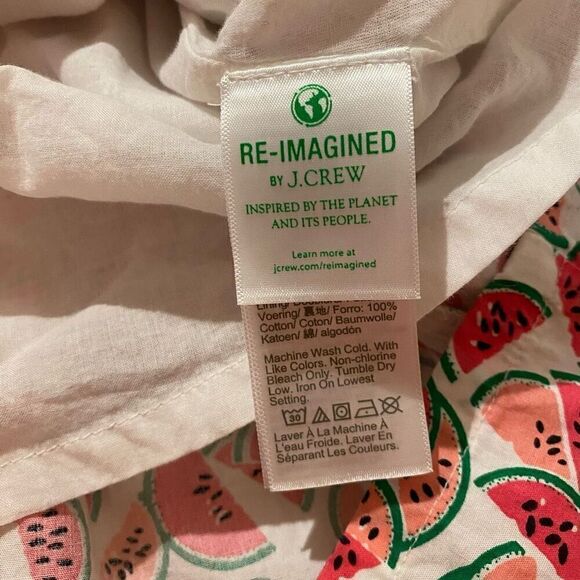 RE-IMAGINED
BY J.CREW
INSPIRED BY THE PLANET
AND ITS PEOPLE.
Learn more at
jcrew.com/reimagined
Voering/ 裏地/ Forro: 100%
Cotton/ Coton/ Baumwolle/
Katoen/ 綿/ algodón
Machine Wash Cold. With
Like Colors. Non-chlorine
Bleach Only. Tumble Dry
Low. Iron On Lowest
Setting.
30
Laver À La Machine À
L'eau Froide. Laver En
Séparant Les Couleurs.